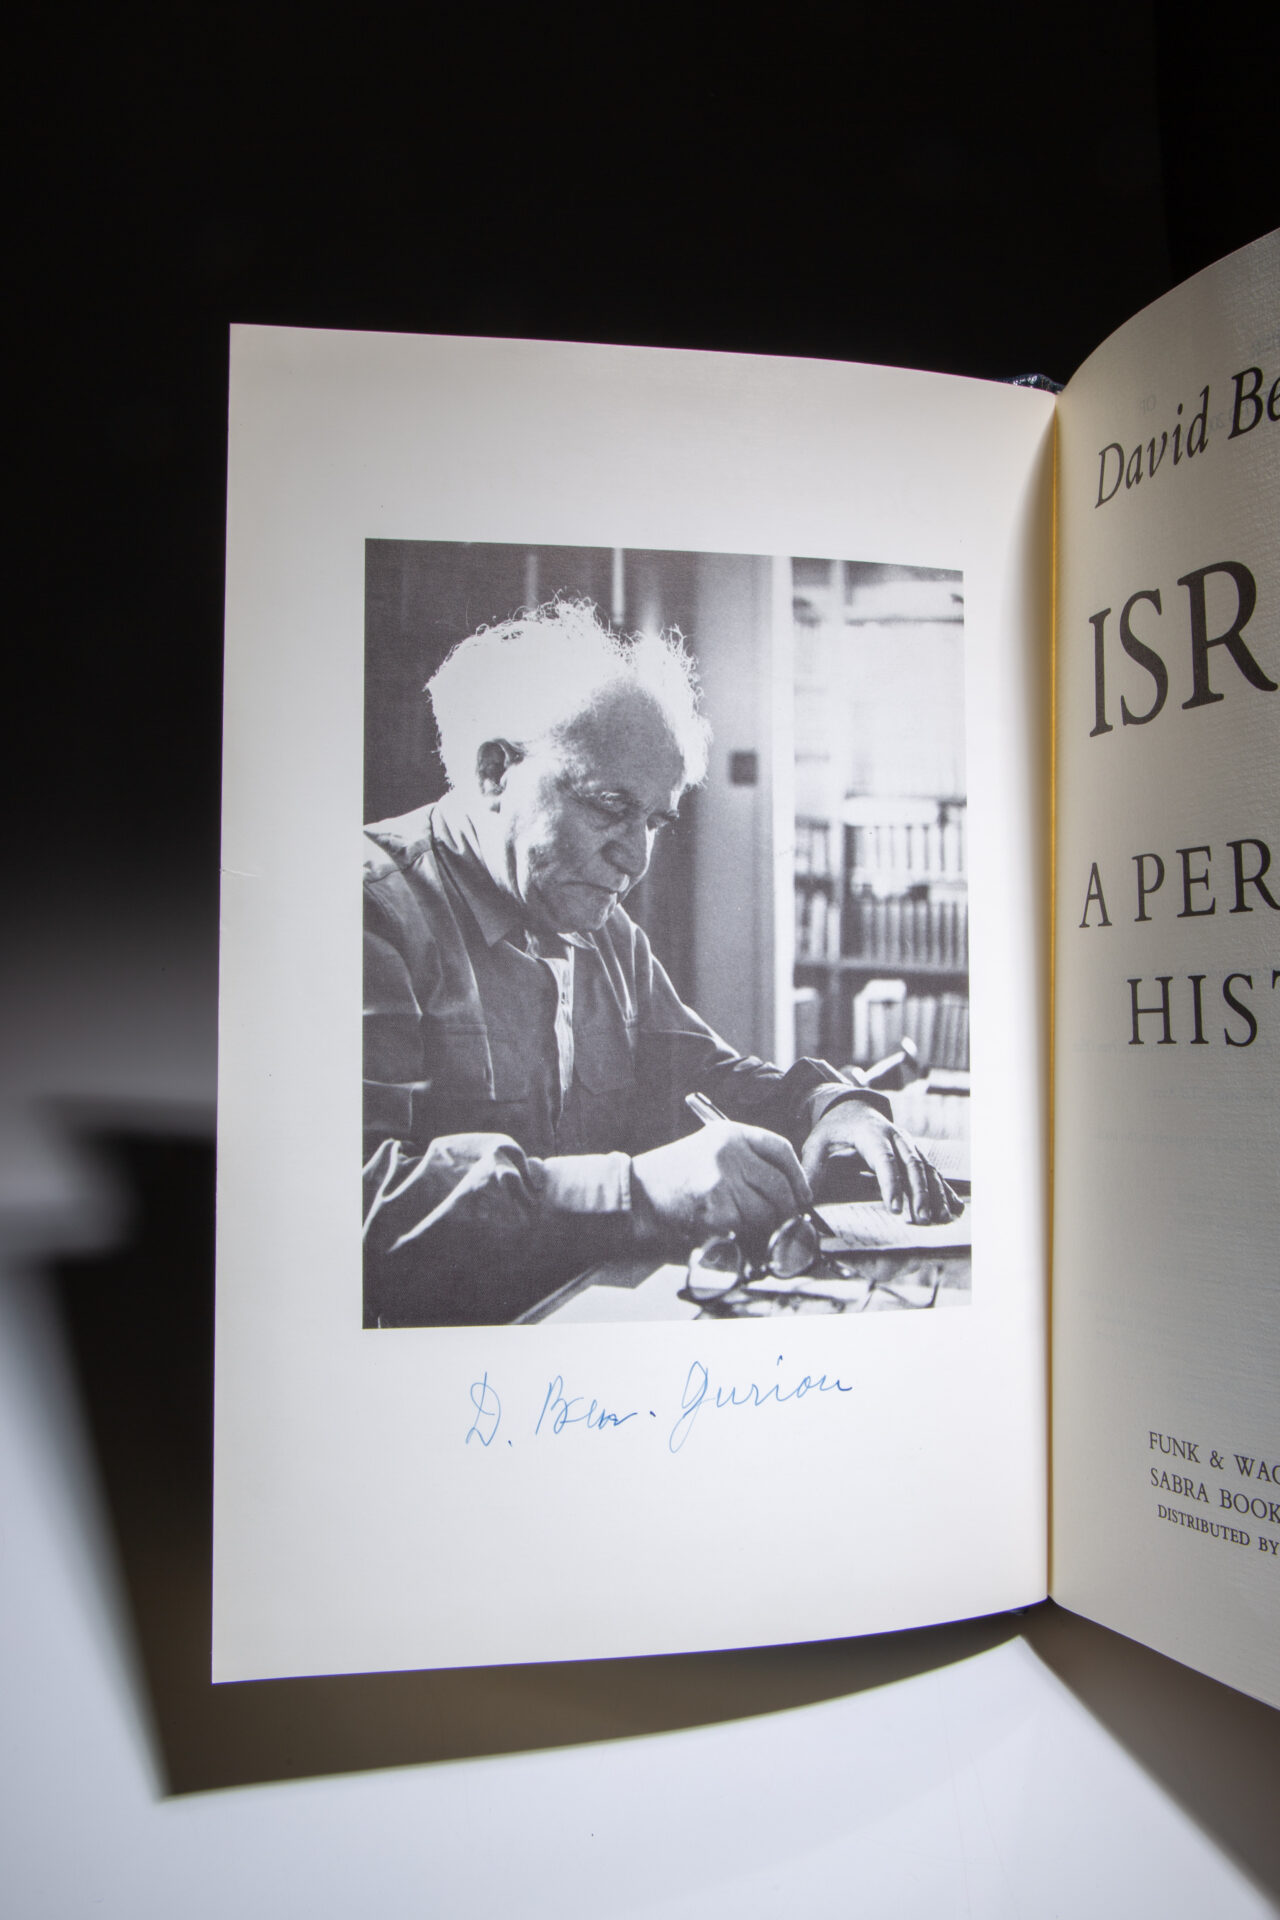 D. Ben-Gurion
David Be
ISR
A PER
HIST
FUNK & WAG
SABRA BOOK
DISTRIBUTED BY